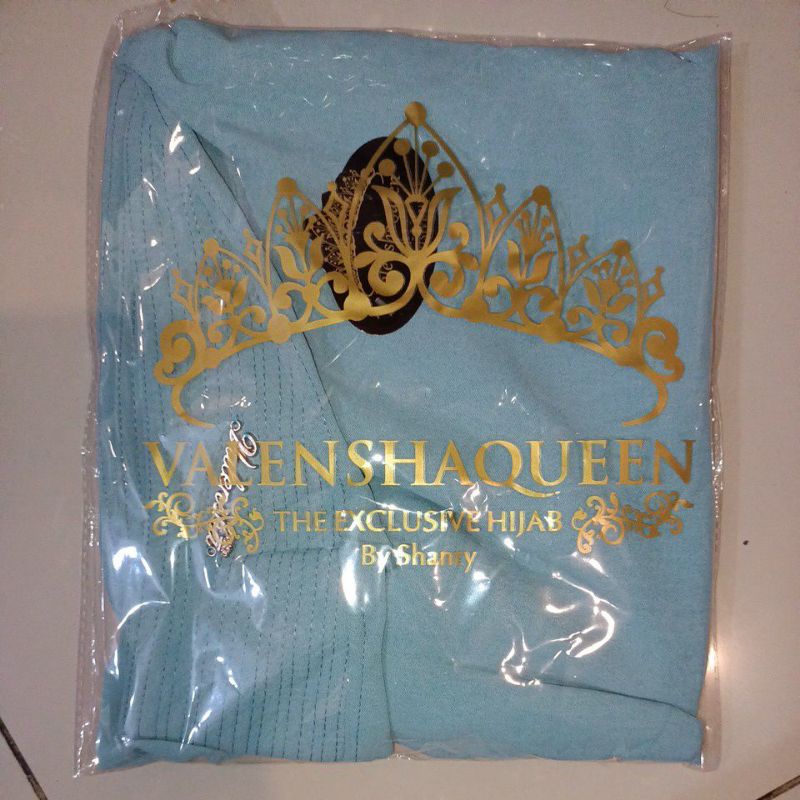 VALENSHAQUEEN
THE EXCLUSIVE HIJAB
By Shanty